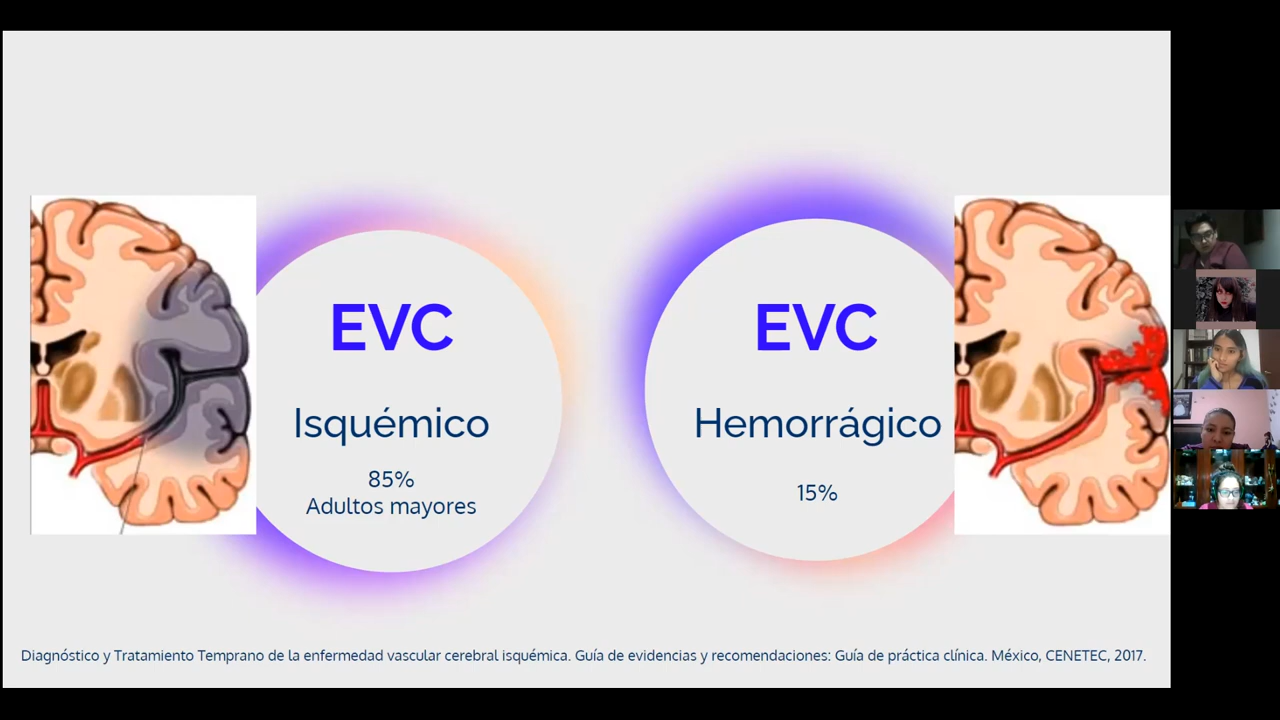 EVC
Isquémico
85%
Adultos mayores
EVC
Hemorrágico
15%
Diagnóstico y Tratamiento Temprano de la enfermedad vascular cerebral isquémica. Guía de evidencias y recomendaciones: Guía de práctica clínica. México, CENETEC, 2017.